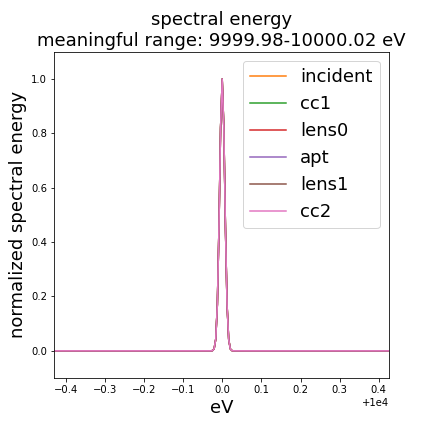 spectral energy
meaningful range: 9999.98-10000.02 eV
normalized spectral energy
1.0
0.8
0.6
0.4
0.2
0.0
incident
cc1
lens0
apt
lens1
cc2
−0.4 −0.3 −0.2 −0.1 0.0 0.1 0.2 0.3 0.4
+1e4
eV